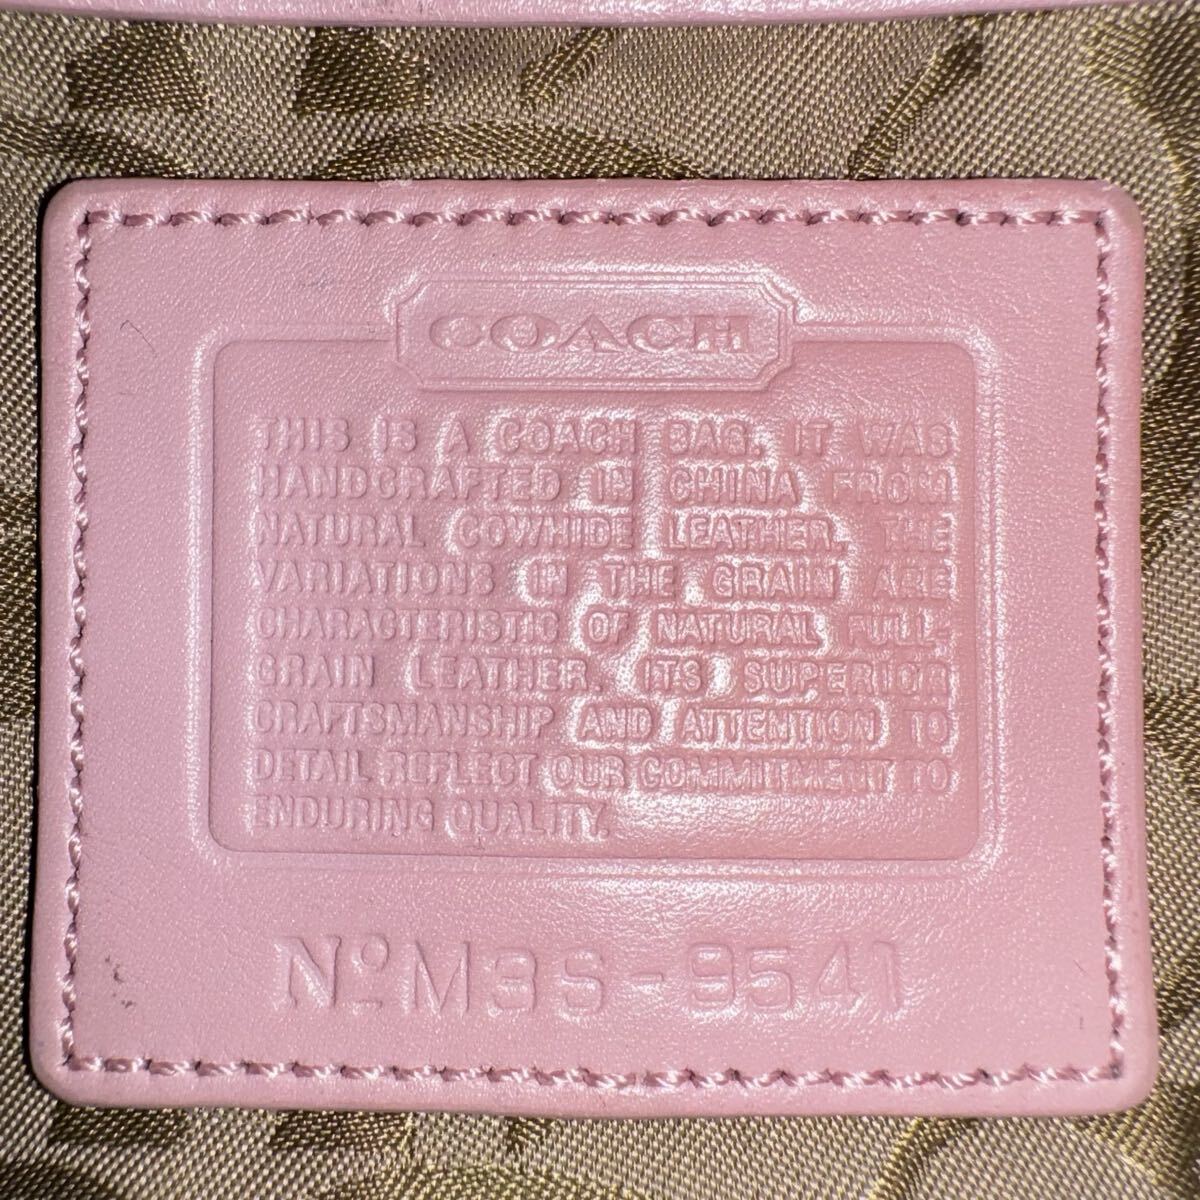 COACH
THIS IS A COACH BAG. IT WAS
HANDCRAFTED IN CHINA FROM
NATURAL COWHIDE LEATHER. THE
VARIATIONS IN THE GRAIN ARE
CHARACTERISTIC OF NATURAL FULL-
GRAIN LEATHER. ITS SUPERIOR
CRAFTSMANSHIP AND ATTENTION TO
DETAIL REFLECT OUR COMMITMENT TO
ENDURING QUALITY.
Nº M3S-9541